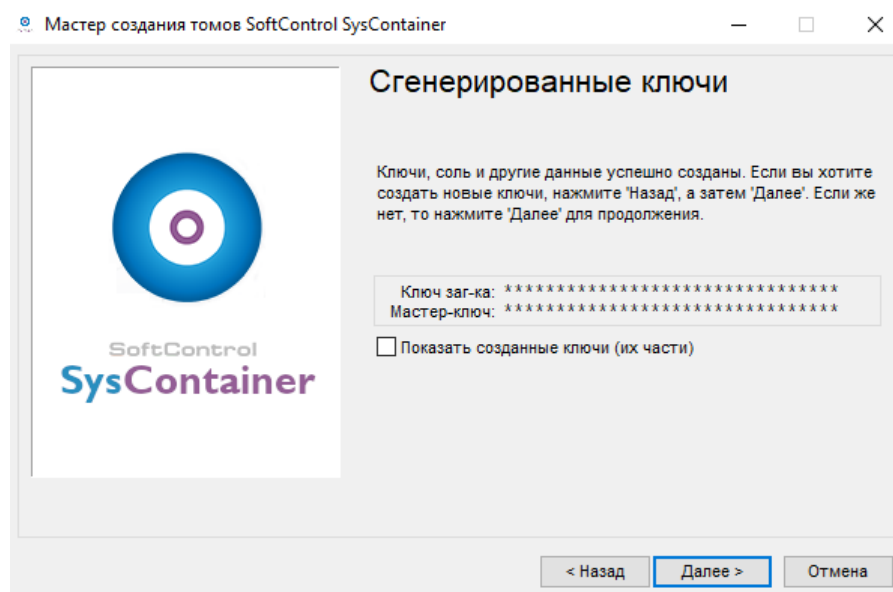 Мастер создания томов SoftControl SysContainer
Сгенерированные ключи
Ключи, соль и другие данные успешно созданы. Если вы хотите
создать новые ключи, нажмите 'Назад', а затем 'Далее'. Если же
нет, то нажмите 'Далее' для продолжения.
Ключ заг-ка: ********************************
Мастер-ключ: ********************************
Показать созданные ключи (их части)
SoftControl
SysContainer
< Назад
Далее >
Отмена